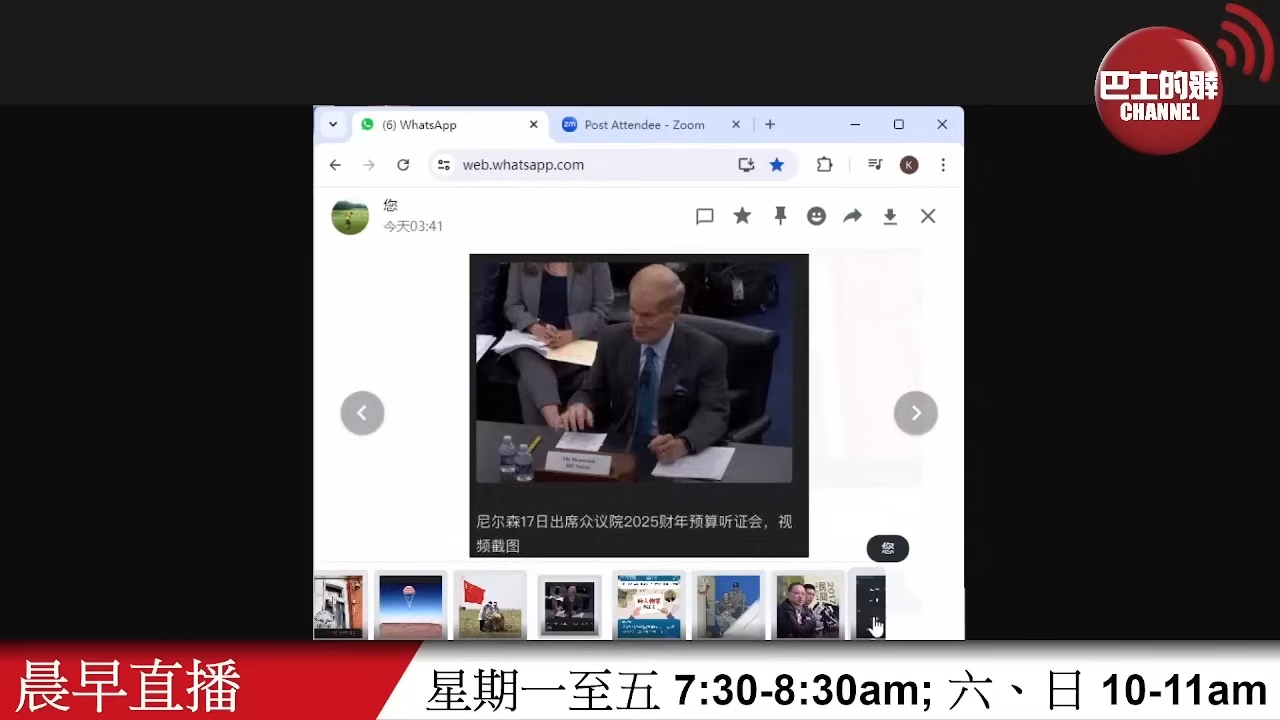 巴士的報
CHANNEL
(6) WhatsApp
zm
Post Attendee - Zoom
web.whatsapp.com
K
您
今天03:41
Bill Nelson
尼尔森17日出席众议院2025财年预算听证会，视
频截图
您
晨早直播
星期一至五 7:30-8:30am; 六、日 10-11am